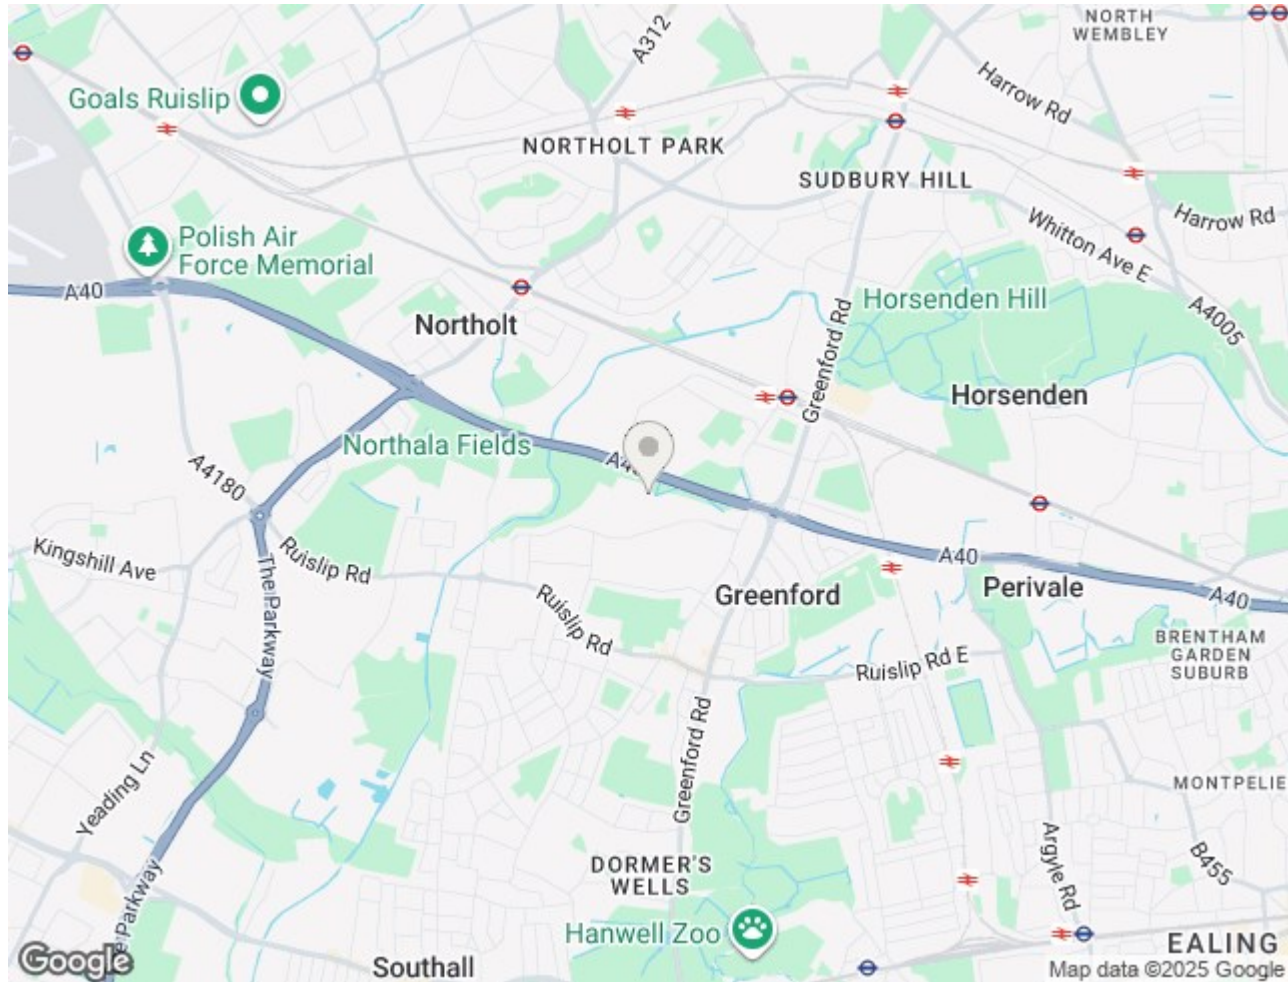 NORTH
WEMBLEY
A312
Harrow Rd
Goals Ruislip
NORTHOLT PARK
SUDBURY HILL
Harrow Rd
Whitton Ave E
Polish Air
Force Memorial
A40
Horsenden Hill
Northolt
A4005
Greenford Rd
Horsenden
Northala Fields
A4180
Kingshill Ave
Ruislip Rd
The Parkway
A40
Greenford
Perivale
A40
Ruislip Rd
BRENTHAM
GARDEN
SUBURB
Ruislip Rd E
Greenford Rd
Yeading Ln
MONTPELIE
DORMER'S
WELLS
Argyle Rd
B455
Parkway
Hanwell Zoo
EALING
Google
Southall
Map data ©2025 Google